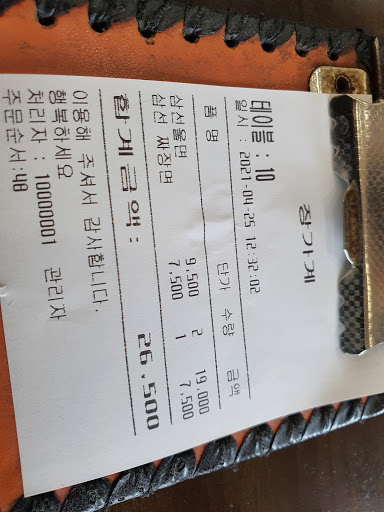 장가계
테이블 : 10
일시 : 2021-04-25 12:32:02
품 명 단가 수량 금액
삼선울면 9,500 2 19,000
삼선 짜장면 7,500 1 7,500
합계금액 : 26,500
이용해 주셔서 감사합니다.
행복하세요
처리자 : 10000001 관리자
주문순서:48